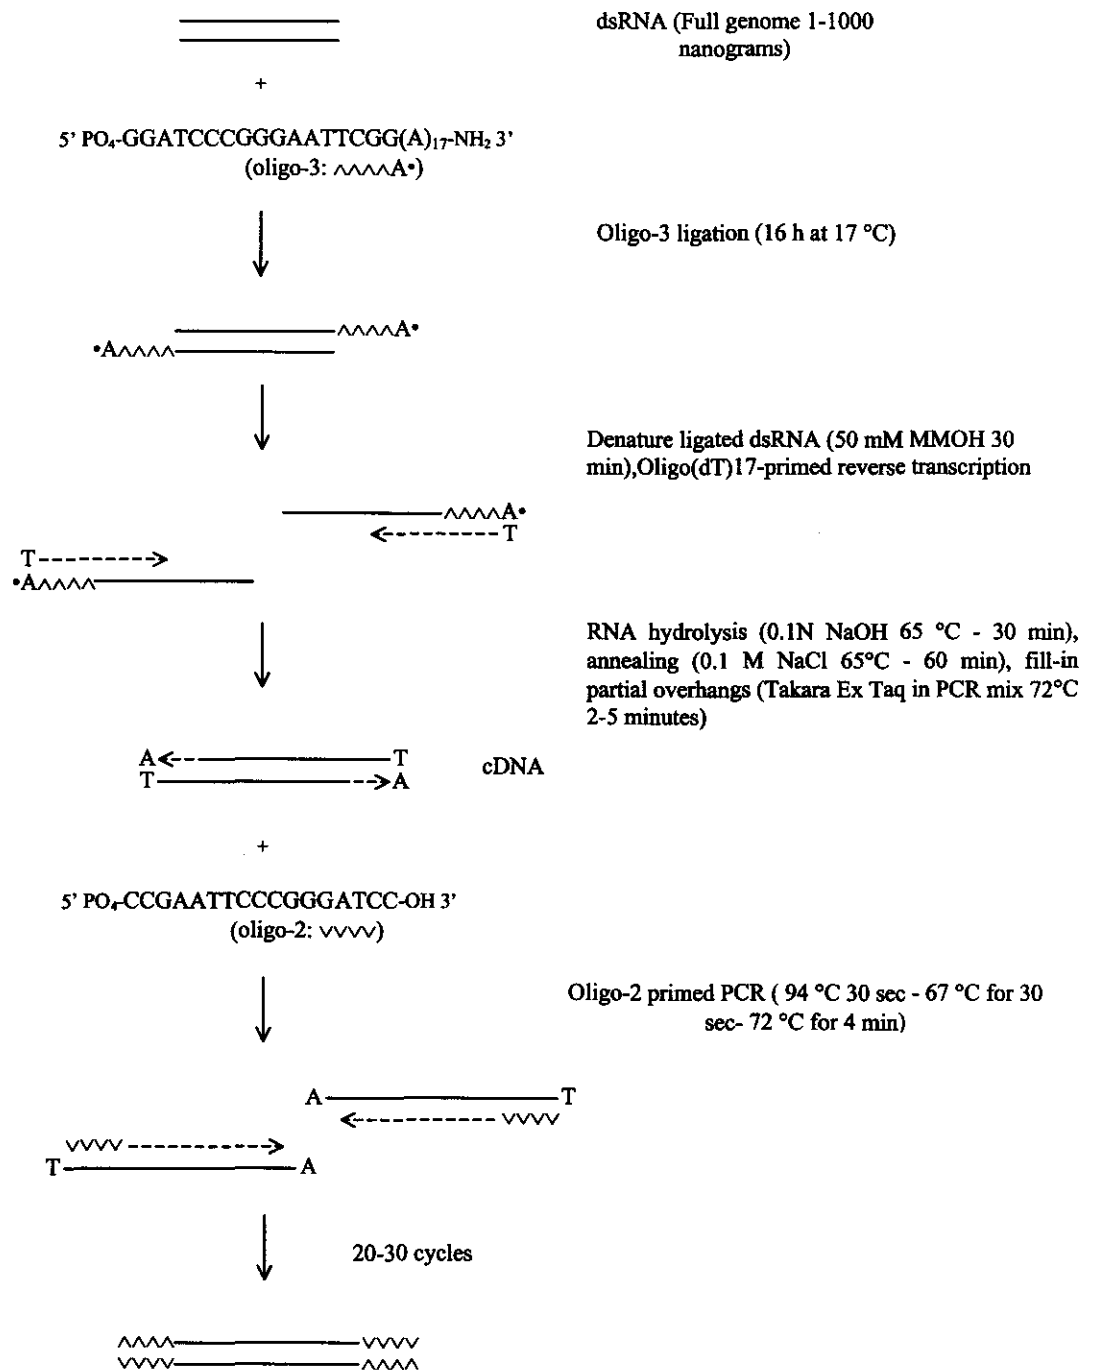 dsRNA (Full genome 1-1000
nanograms)
+
5' PO₄-GGATCCCGGGAATTCGG(A)₁₇-NH₂ 3'
(oligo-3: ^^^^A•)
Oligo-3 ligation (16 h at 17 °C)
^^^^A•
•A^^^^
Denature ligated dsRNA (50 mM MMOH 30
min),Oligo(dT)17-primed reverse transcription
^^^^A•
T
T
•A^^^^
RNA hydrolysis (0.1N NaOH 65 °C - 30 min),
annealing (0.1 M NaCl 65°C - 60 min), fill-in
partial overhangs (Takara Ex Taq in PCR mix 72°C
2-5 minutes)
A T
T A
cDNA
+
5' PO₄-CCGAATTCCCGGGATCC-OH 3'
(oligo-2: vvvv)
Oligo-2 primed PCR ( 94 °C 30 sec - 67 °C for 30
sec- 72 °C for 4 min)
A T
vvvv
vvvv
T A
20-30 cycles
^^^^ vvvv
vvvv ^^^^